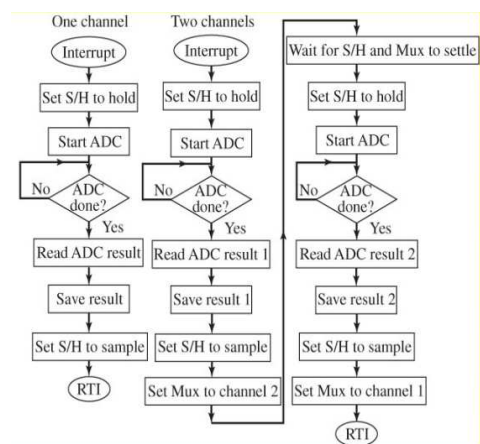 One channel
Interrupt
Set S/H to hold
Start ADC
No
ADC
done?
Yes
Read ADC result
Save result
Set S/H to sample
RTI
Two channels
Interrupt
Set S/H to hold
Start ADC
No
ADC
done?
Yes
Read ADC result 1
Save result 1
Set S/H to sample
Set Mux to channel 2
Wait for S/H and Mux to settle
Set S/H to hold
Start ADC
No
ADC
done?
Yes
Read ADC result 2
Save result 2
Set S/H to sample
Set Mux to channel 1
RTI